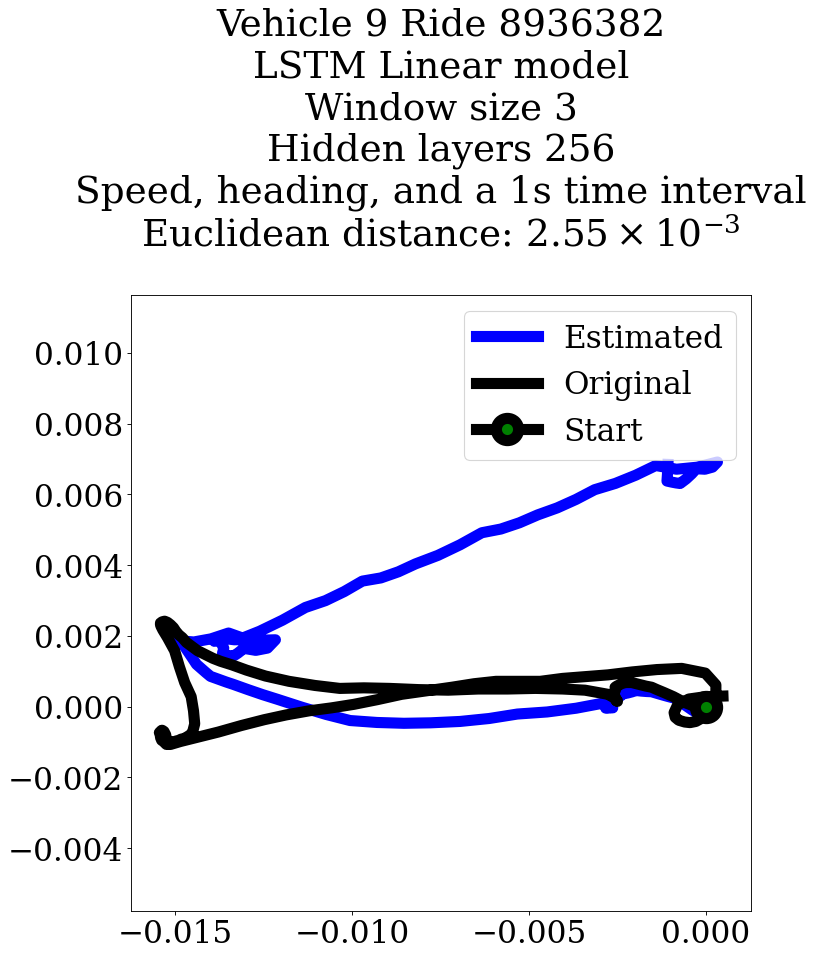 Vehicle 9 Ride 8936382
LSTM Linear model
Window size 3
Hidden layers 256
Speed, heading, and a 1s time interval
Euclidean distance: 2.55 × 10⁻³
Estimated
Original
Start
0.010
0.008
0.006
0.004
0.002
0.000
−0.002
−0.004
−0.015 −0.010 −0.005 0.000